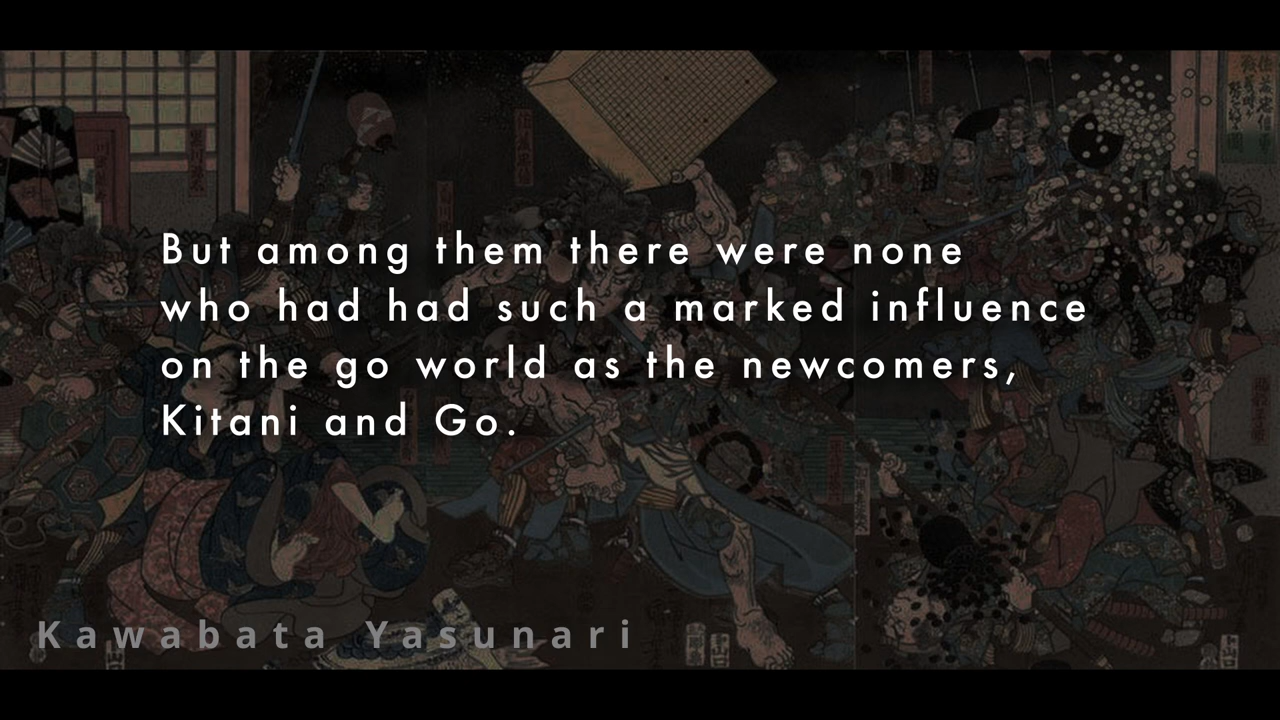 But among them there were none
who had had such a marked influence
on the go world as the newcomers,
Kitani and Go.
Kawabata Yasunari